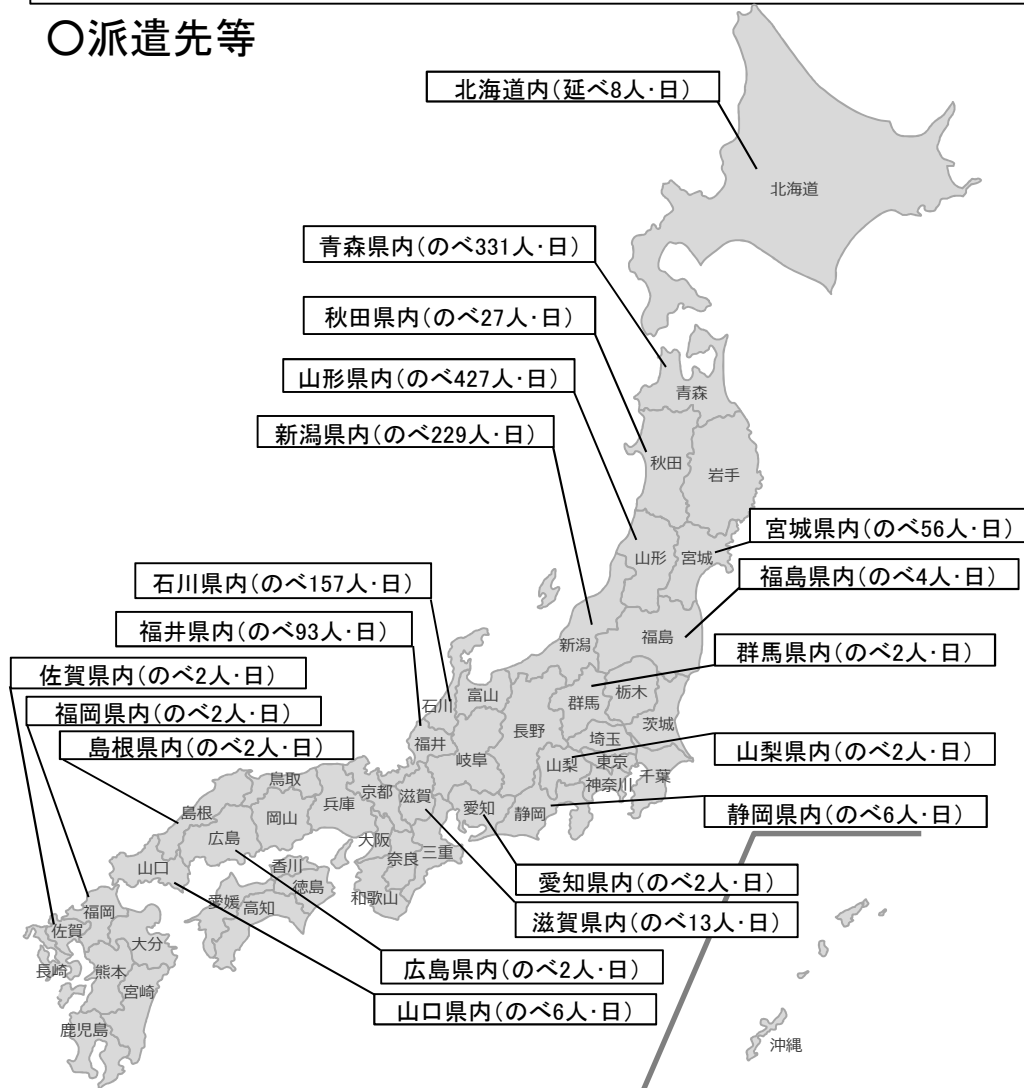 〇派遣先等
北海道内(延べ8人・日)
北海道
青森県内(のべ331人・日)
秋田県内(のべ27人・日)
山形県内(のべ427人・日)
新潟県内(のべ229人・日)
青森
秋田
岩手
宮城県内(のべ56人・日)
山形
宮城
石川県内(のべ157人・日)
福島県内(のべ4人・日)
福井県内(のべ93人・日)
新潟
福島
群馬県内(のべ2人・日)
佐賀県内(のべ2人・日)
石川
富山
群馬
栃木
福岡県内(のべ2人・日)
長野
茨城
島根県内(のべ2人・日)
福井
岐阜
埼玉
山梨県内(のべ2人・日)
山梨
東京
鳥取
京都
滋賀
神奈川
千葉
兵庫
島根
岡山
愛知
静岡
静岡県内(のべ6人・日)
広島
大阪
奈良
三重
山口
香川
徳島
愛知県内(のべ2人・日)
愛媛
高知
和歌山
福岡
滋賀県内(のべ13人・日)
佐賀
大分
長崎
熊本
広島県内(のべ2人・日)
宮崎
山口県内(のべ6人・日)
鹿児島
沖縄